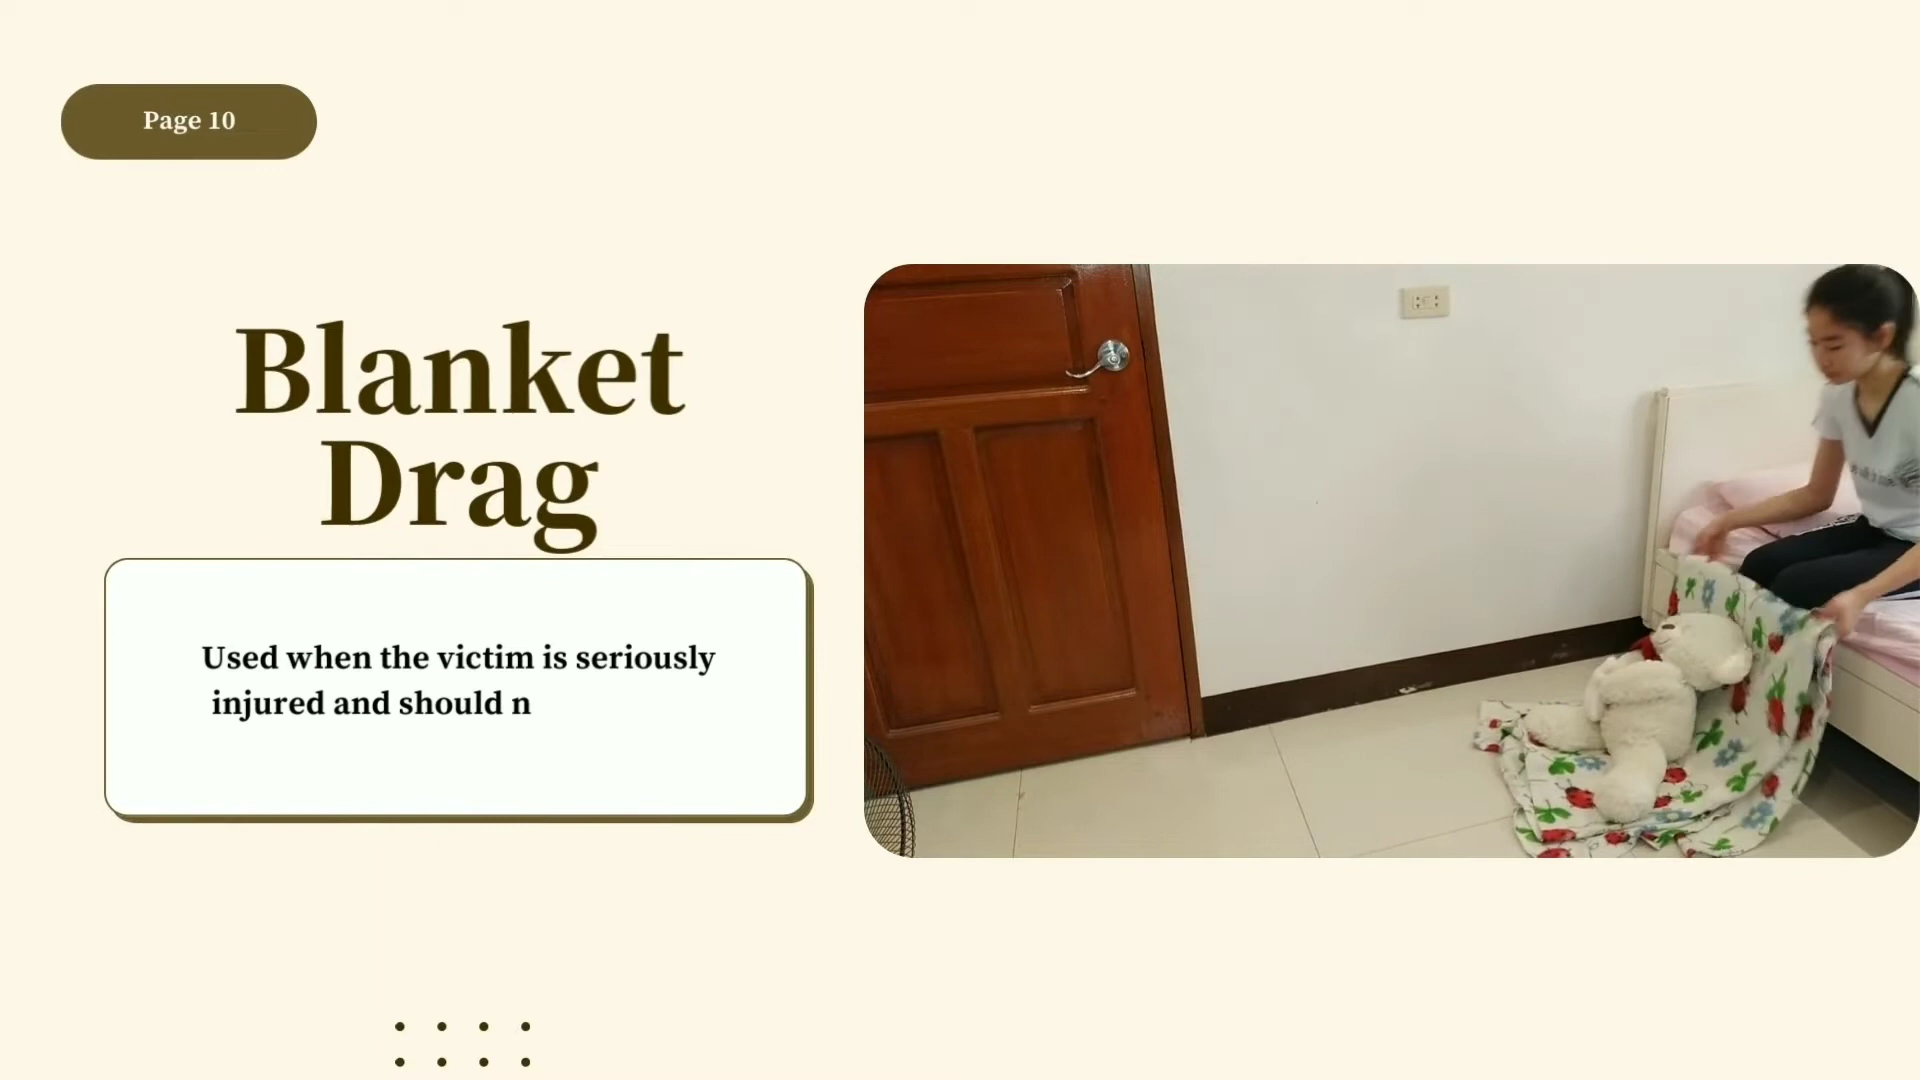 Page 10
Blanket
Drag
Used when the victim is seriously
injured and should n